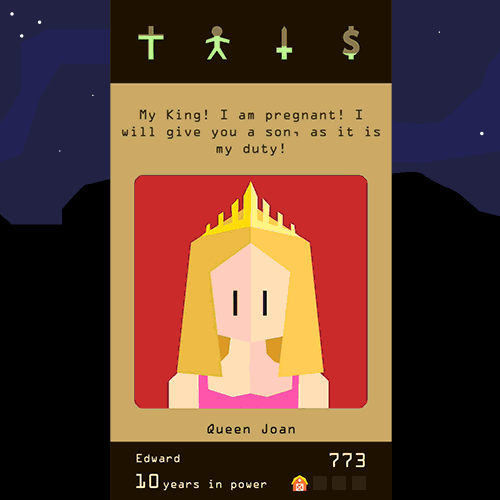 My King! I am pregnant! I
will give you a son, as it is
my duty!
Queen Joan
Edward
773
10 years in power